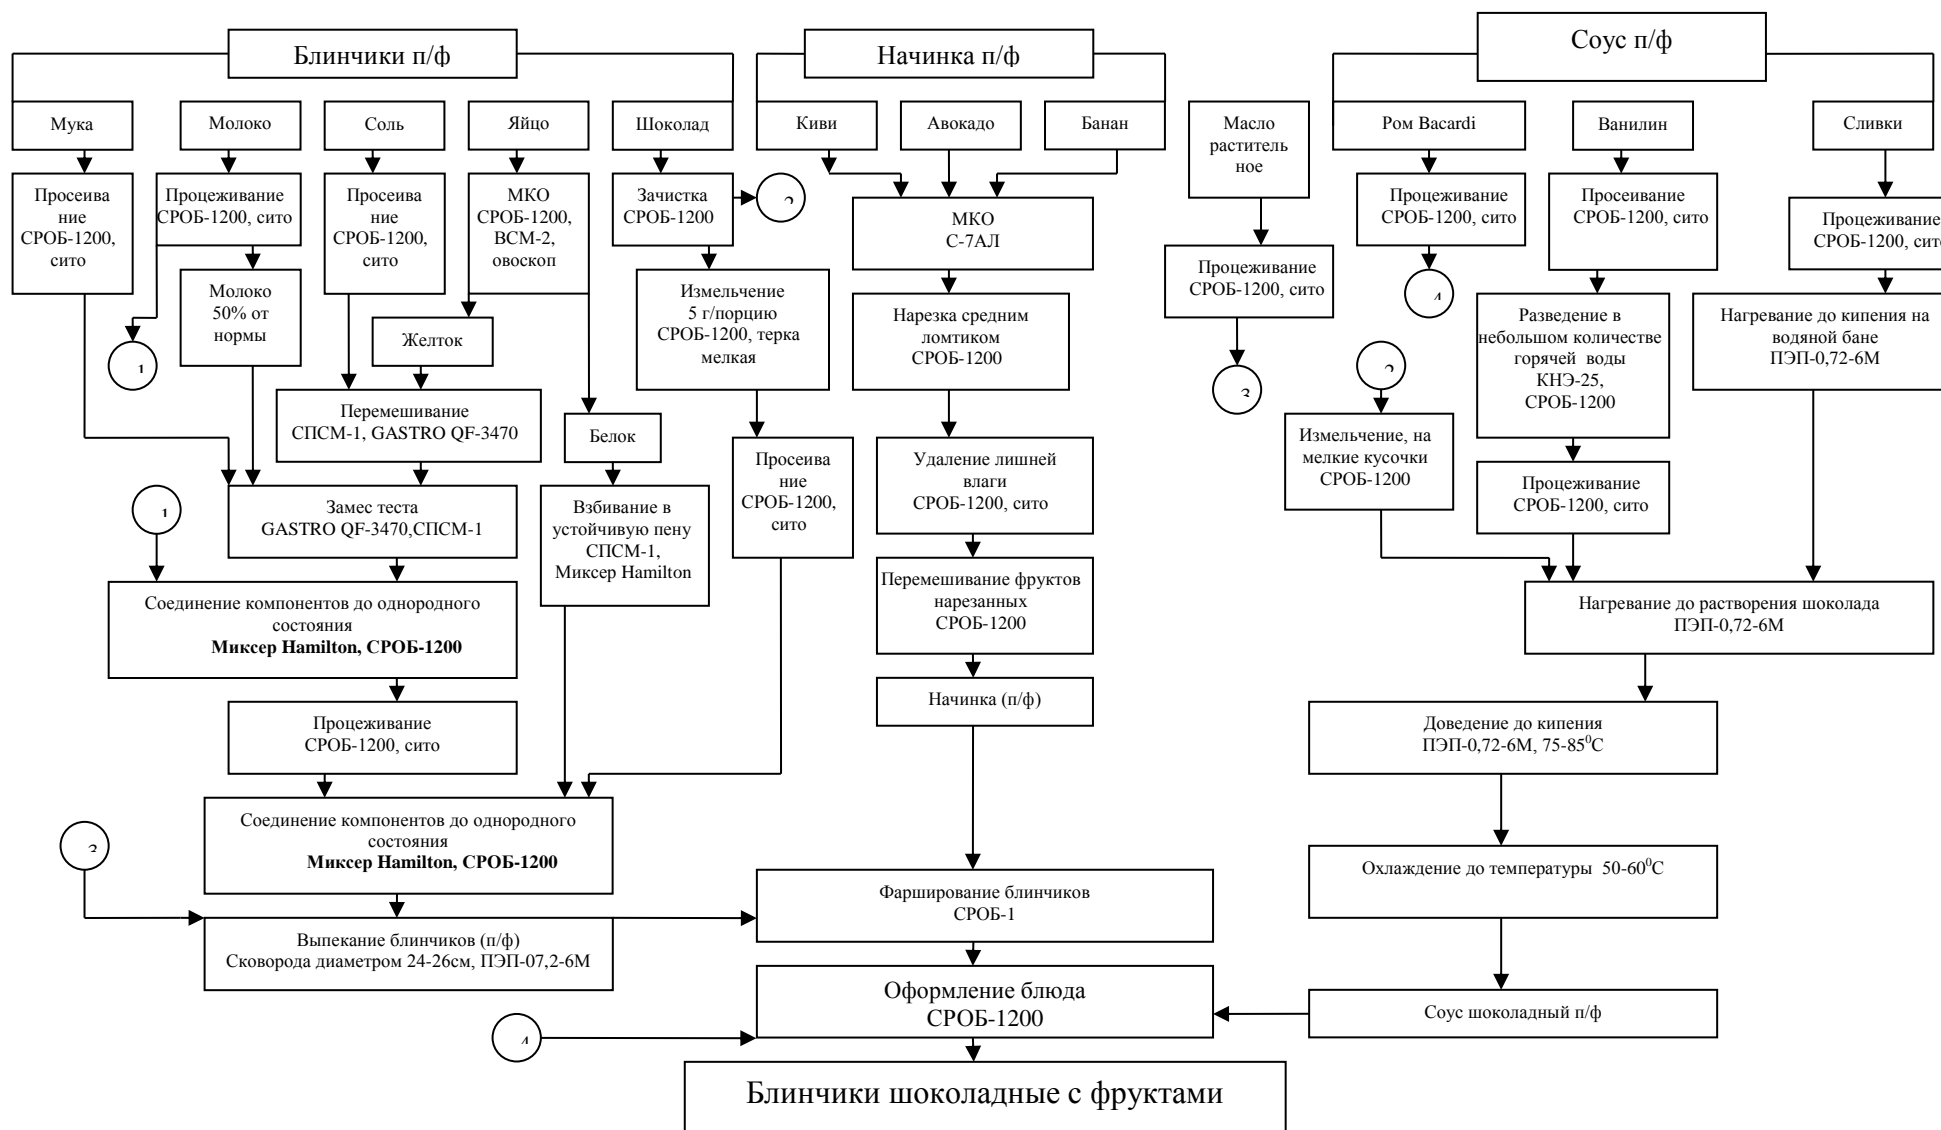 Блинчики п/ф
Начинка п/ф
Соус п/ф
Мука
Молоко
Соль
Яйцо
Шоколад
Киви
Авокадо
Банан
Масло
раститель
ное
Ром Bacardi
Ванилин
Сливки
Просеива
ние
СРОБ-1200,
сито
Процеживание
СРОБ-1200, сито
Просеива
ние
СРОБ-1200,
сито
МКО
СРОБ-1200,
ВСМ-2,
овоскоп
Зачистка
СРОБ-1200
2
МКО
С-7АЛ
Процеживание
СРОБ-1200, сито
Процеживание
СРОБ-1200, сито
Просеивание
СРОБ-1200, сито
Процеживание
СРОБ-1200, сито
1
Молоко
50% от
нормы
Желток
Измельчение
5 г/порцию
СРОБ-1200, терка
мелкая
Нарезка средним
ломтиком
СРОБ-1200
3
4
Разведение в
небольшом количестве
горячей воды
КНЭ-25,
СРОБ-1200
Нагревание до кипения на
водяной бане
ПЭП-0,72-6М
2
Перемешивание
СПСМ-1, GASTRO QF-3470
Белок
Просеива
ние
СРОБ-1200,
сито
Удаление лишней
влаги
СРОБ-1200, сито
Измельчение, на
мелкие кусочки
СРОБ-1200
Процеживание
СРОБ-1200, сито
1
Замес теста
GASTRO QF-3470,СПСМ-1
Взбивание в
устойчивую пену
СПСМ-1,
Миксер Hamilton
Перемешивание фруктов
нарезанных
СРОБ-1200
Нагревание до растворения шоколада
ПЭП-0,72-6М
Соединение компонентов до однородного
состояния
Миксер Hamilton, СРОБ-1200
Начинка (п/ф)
Процеживание
СРОБ-1200, сито
Доведение до кипения
ПЭП-0,72-6М, 75-85⁰С
3
Соединение компонентов до однородного
состояния
Миксер Hamilton, СРОБ-1200
Охлаждение до температуры 50-60⁰С
Фарширование блинчиков
СРОБ-1
Выпекание блинчиков (п/ф)
Сковорода диаметром 24-26см, ПЭП-07,2-6М
Оформление блюда
СРОБ-1200
Соус шоколадный п/ф
4
Блинчики шоколадные с фруктами